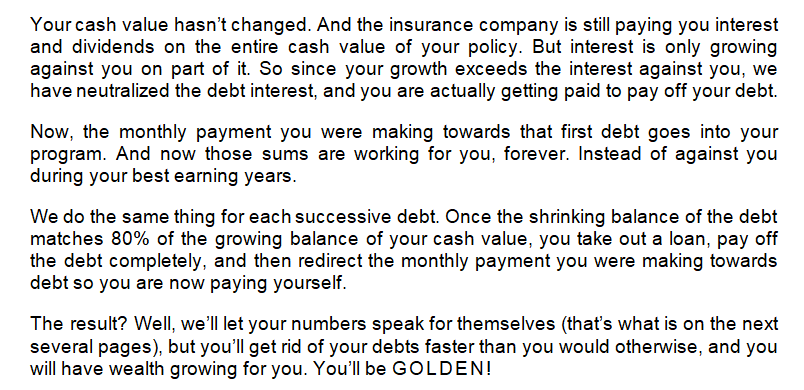 Your cash value hasn’t changed. And the insurance company is still paying you interest
and dividends on the entire cash value of your policy. But interest is only growing
against you on part of it. So since your growth exceeds the interest against you, we
have neutralized the debt interest, and you are actually getting paid to pay off your debt.
Now, the monthly payment you were making towards that first debt goes into your
program. And now those sums are working for you, forever. Instead of against you
during your best earning years.
We do the same thing for each successive debt. Once the shrinking balance of the debt
matches 80% of the growing balance of your cash value, you take out a loan, pay off
the debt completely, and then redirect the monthly payment you were making towards
debt so you are now paying yourself.
The result? Well, we’ll let your numbers speak for themselves (that’s what is on the next
several pages), but you’ll get rid of your debts faster than you would otherwise, and you
will have wealth growing for you. You’ll be GOLDEN!